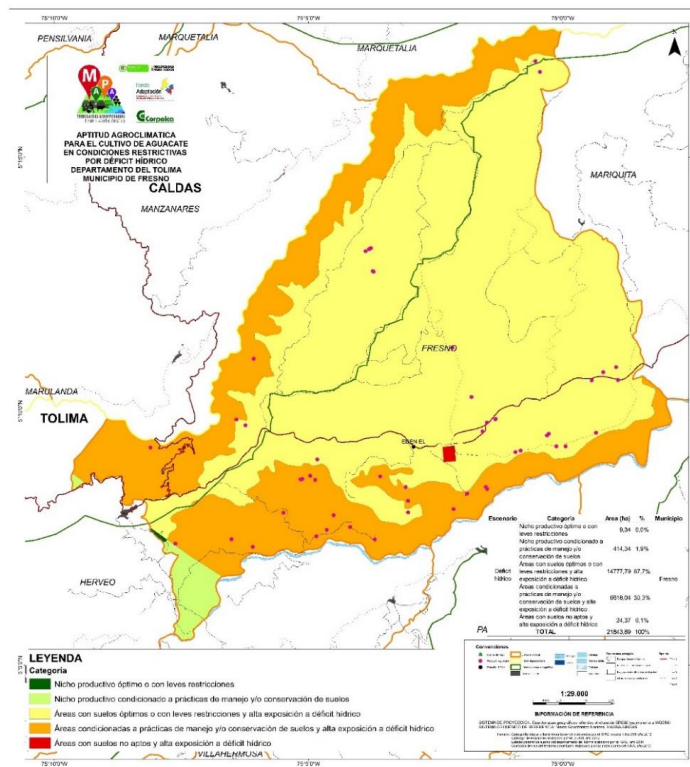 75°10'0"W
75°5'0"W
75°0'0"W
PENSILVANIA
MARQUETALIA
MARQUETALIA
MAPA
Fondo
Adaptación
Corpoica
APTITUD AGROCLIMATICA
PARA EL CULTIVO DE AGUACATE
EN CONDICIONES RESTRICTIVAS
POR DÉFICIT HÍDRICO
DEPARTAMENTO DEL TOLIMA
MUNICIPIO DE FRESNO
CALDAS
MANZANARES
MARIQUITA
FRESNO
MARULANDA
TOLIMA
EDEN EL
HERVEO
PA
Escenario Categoría Area (ha) % Municipio
Nicho productivo óptimo o con
leves restricciones 9,34 0,0%
Nicho productivo condicionado a
prácticas de manejo y/o
conservación de suelos 414,34 1,9%
Déficit
hídrico
Áreas con suelos óptimos o con
leves restricciones y alta
exposición a déficit hídrico 14777,79 67,7%
Fresno
Áreas condicionadas a
prácticas de manejo y/o
conservación de suelos y alta
exposición a déficit hídrico 6618,04 30,3%
Áreas con suelos no aptos y
alta exposición a déficit hídrico 24,37 0,1%
TOTAL 21843,89 100%
LEYENDA
Categoría
Nicho productivo óptimo o con leves restricciones
Nicho productivo condicionado a prácticas de manejo y/o conservación de suelos
Áreas con suelos óptimos o con leves restricciones y alta exposición a déficit hídrico
Áreas condicionadas a prácticas de manejo y/o conservación de suelos y alta exposición a déficit hídrico
Áreas con suelos no aptos y alta exposición a déficit hídrico
Convenciones
1:29.000
INFORMACIÓN DE REFERENCIA
VILLAHERMOSA
75°10'0"W
75°5'0"W
75°0'0"W